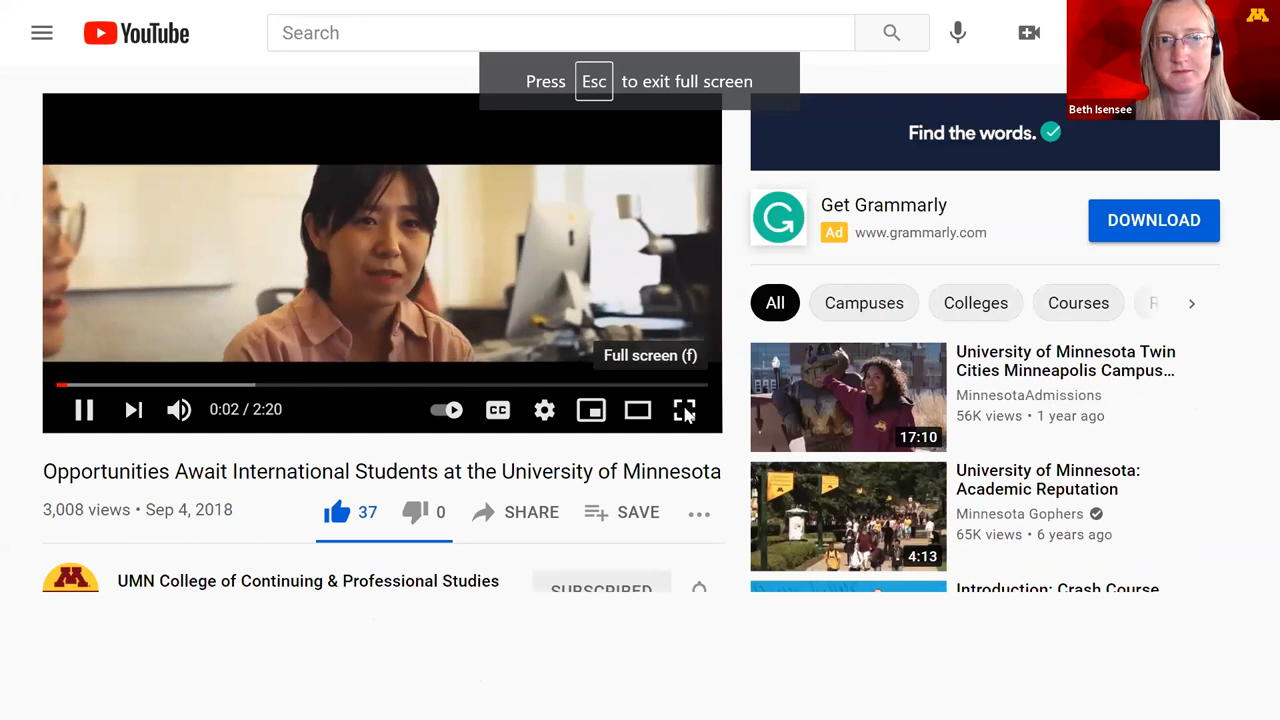 YouTube
Search
Press Esc to exit full screen
Beth Isensee
Find the words.
Get Grammarly
Ad www.grammarly.com
DOWNLOAD
All
Campuses
Colleges
Courses
Full screen (f)
0:02 / 2:20
CC
University of Minnesota Twin
Cities Minneapolis Campus...
MinnesotaAdmissions
56K views • 1 year ago
17:10
Opportunities Await International Students at the University of Minnesota
3,008 views • Sep 4, 2018
37
0
SHARE
SAVE
University of Minnesota:
Academic Reputation
Minnesota Gophers
65K views • 6 years ago
4:13
UMN College of Continuing & Professional Studies
SUBSCRIBED
Introduction: Crash Course